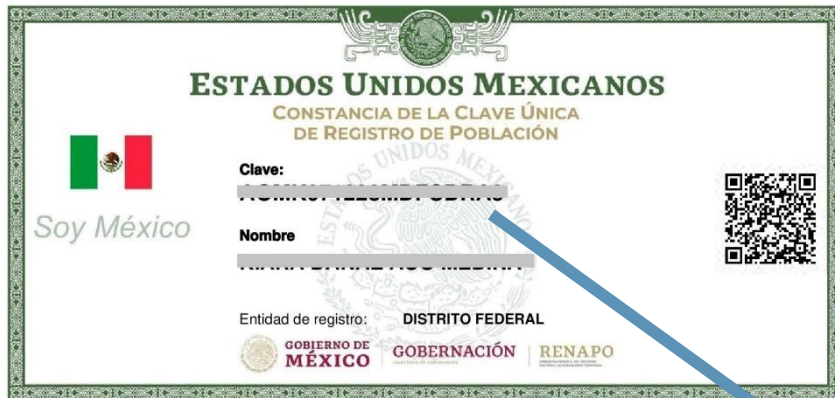 ESTADOS UNIDOS MEXICANOS
CONSTANCIA DE LA CLAVE ÚNICA
DE REGISTRO DE POBLACIÓN
Soy México
Clave:
Nombre
Entidad de registro: DISTRITO FEDERAL
GOBIERNO DE
MÉXICO
GOBERNACIÓN
RENAPO